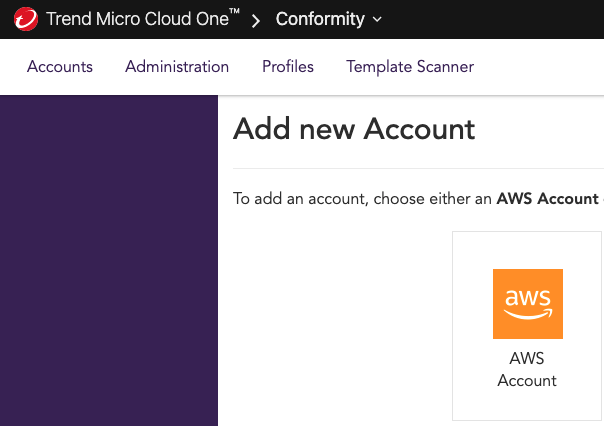 Trend Micro Cloud One™ > Conformity
Accounts Administration Profiles Template Scanner
Add new Account
To add an account, choose either an AWS Account
aws
AWS
Account